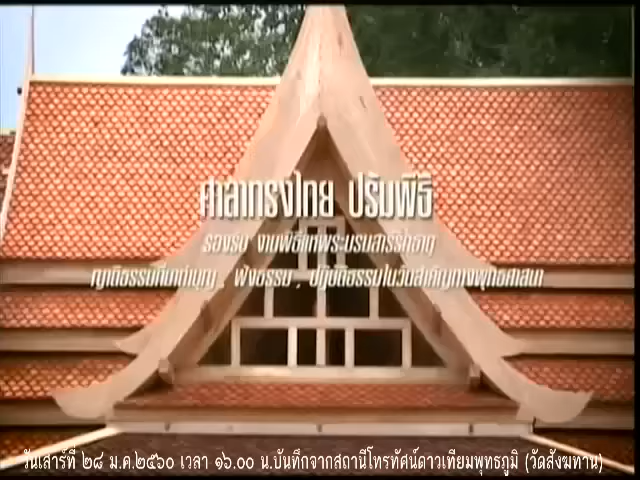 ศาลาทรงไทย ปรัมพิธี
รองรับ งานพิธีแห่พระบรมสารีริกธาตุ
ญาติธรรมที่มาทำบุญ , ฟังธรรม , ปฏิบัติธรรมในวันสำคัญทางพุทธศาสนา
วันเสาร์ที่ ๒๘ ม.ค.๒๕๖๐ เวลา ๑๖.๐๐ น.บันทึกจากสถานีโทรทัศน์ดาวเทียมพุทธภูมิ (วัดสังฆทาน)